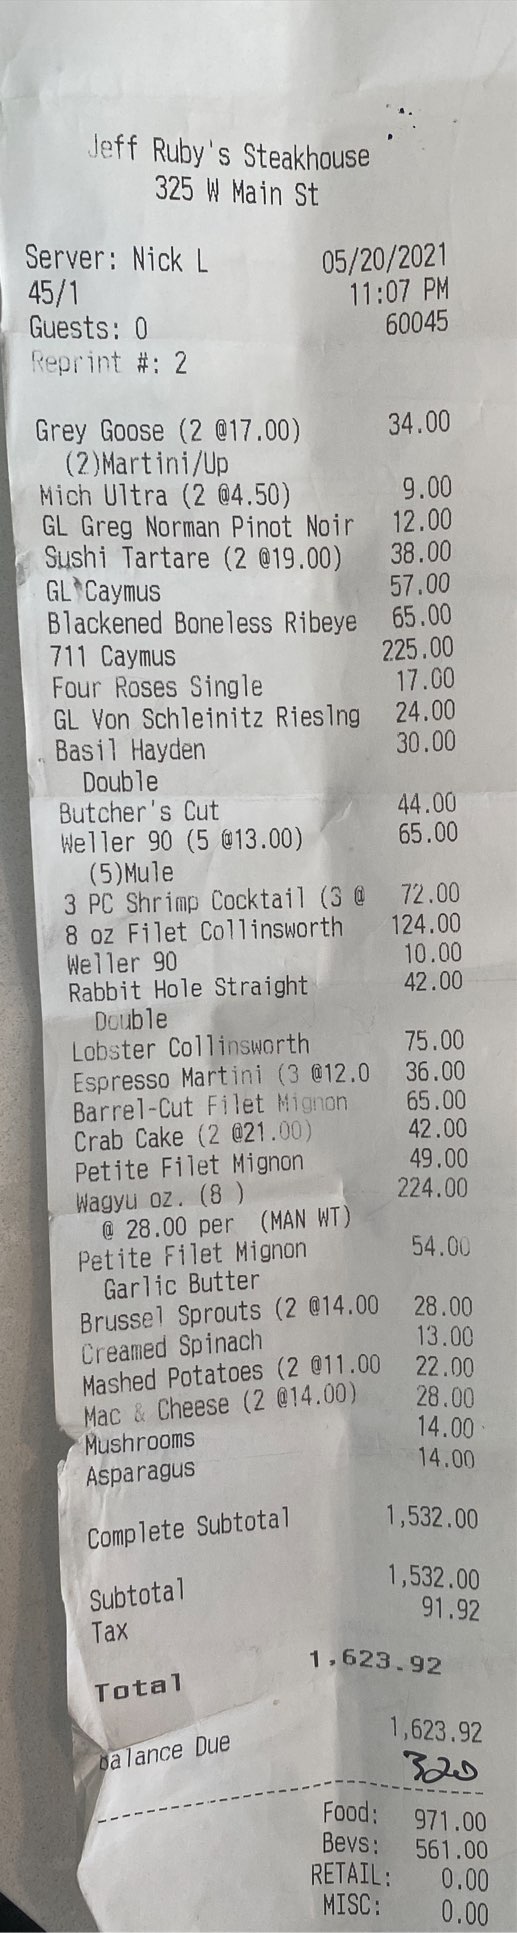 Jeff Ruby's Steakhouse
325 W Main St
Server: Nick L 05/20/2021
45/1 11:07 PM
Guests: 0 60045
Reprint #: 2
Grey Goose (2 @17.00) 34.00
(2)Martini/Up
Mich Ultra (2 @4.50) 9.00
GL Greg Norman Pinot Noir 12.00
Sushi Tartare (2 @19.00) 38.00
GL Caymus 57.00
Blackened Boneless Ribeye 65.00
711 Caymus 225.00
Four Roses Single 17.00
GL Von Schleinitz Rieslng 24.00
Basil Hayden 30.00
Double
Butcher's Cut 44.00
Weller 90 (5 @13.00) 65.00
(5)Mule
3 PC Shrimp Cocktail (3 @ 72.00
8 oz Filet Collinsworth 124.00
Weller 90 10.00
Rabbit Hole Straight 42.00
Double
Lobster Collinsworth 75.00
Espresso Martini (3 @12.0 36.00
Barrel-Cut Filet Mignon 65.00
Crab Cake (2 @21.00) 42.00
Petite Filet Mignon 49.00
Wagyu oz. (8 ) 224.00
@ 28.00 per (MAN WT)
Petite Filet Mignon 54.00
Garlic Butter
Brussel Sprouts (2 @14.00 28.00
Creamed Spinach 13.00
Mashed Potatoes (2 @11.00 22.00
Mac & Cheese (2 @14.00) 28.00
Mushrooms 14.00
Asparagus 14.00
Complete Subtotal 1,532.00
Subtotal 1,532.00
Tax 91.92
Total 1,623.92
Balance Due 1,623.92
320
Food: 971.00
Bevs: 561.00
RETAIL: 0.00
MISC: 0.00